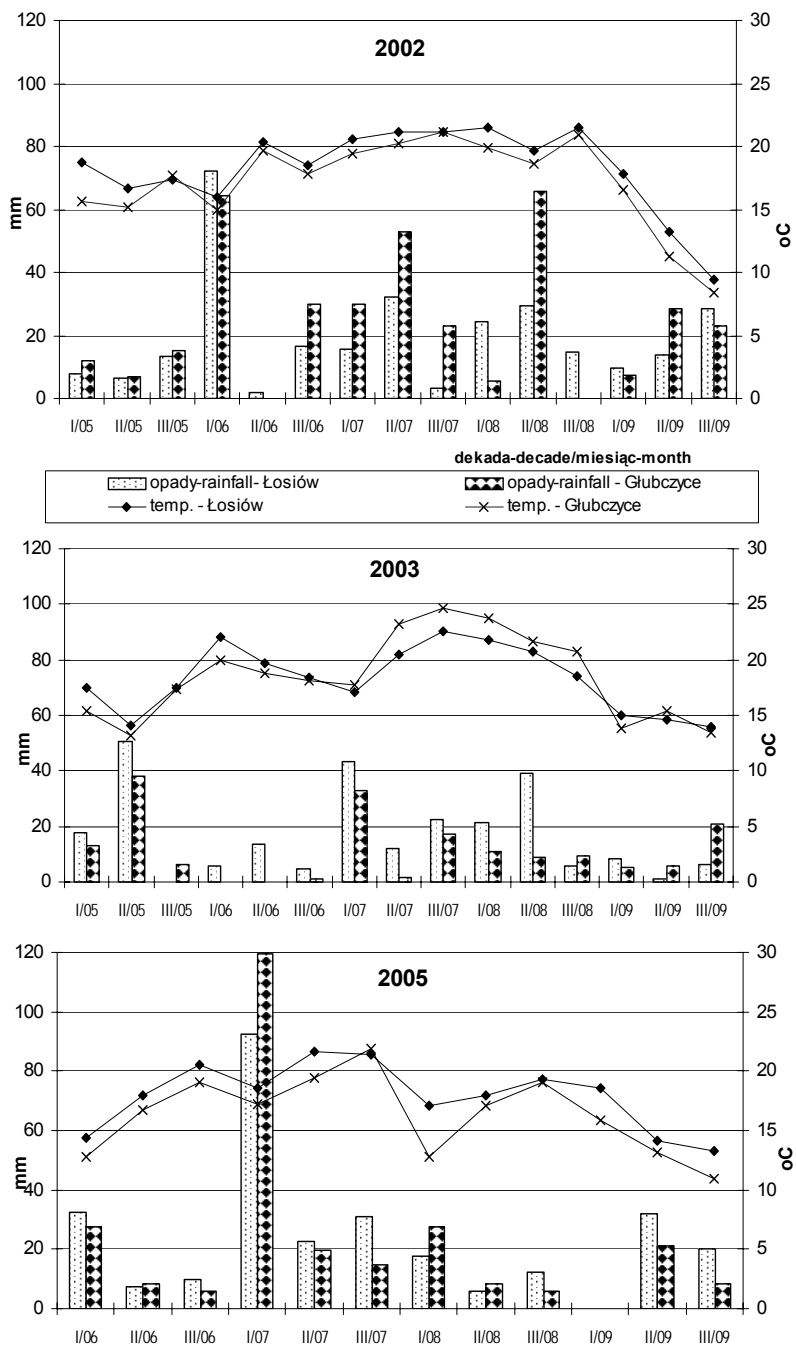 2002
120 30
100 25
80 20
60 15
40 10
20 5
0 0
mm
oC
I/05 II/05 III/05 I/06 II/06 III/06 I/07 II/07 III/07 I/08 II/08 III/08 I/09 II/09 III/09
dekada-decade/miesiąc-month
opady-rainfall- Łosiów opady-rainfall - Głubczyce
temp. - Łosiów temp. - Głubczyce
2003
120 30
100 25
80 20
60 15
40 10
20 5
0 0
mm
oC
I/05 II/05 III/05 I/06 II/06 III/06 I/07 II/07 III/07 I/08 II/08 III/08 I/09 II/09 III/09
2005
120 30
100 25
80 20
60 15
40 10
20 5
0 0
mm
oC
I/06 II/06 III/06 I/07 II/07 III/07 I/08 II/08 III/08 I/09 II/09 III/09